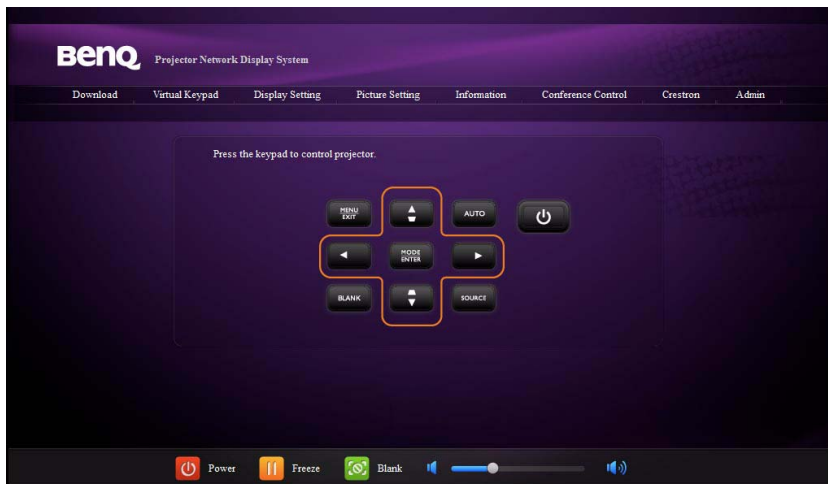 BenQ Projector Network Display System
Download Virtual Keypad Display Setting Picture Setting Information Conference Control Crestron Admin
Press the keypad to control projector.
MENU
EXIT
AUTO
MODE
ENTER
BLANK
SOURCE
Power Freeze Blank